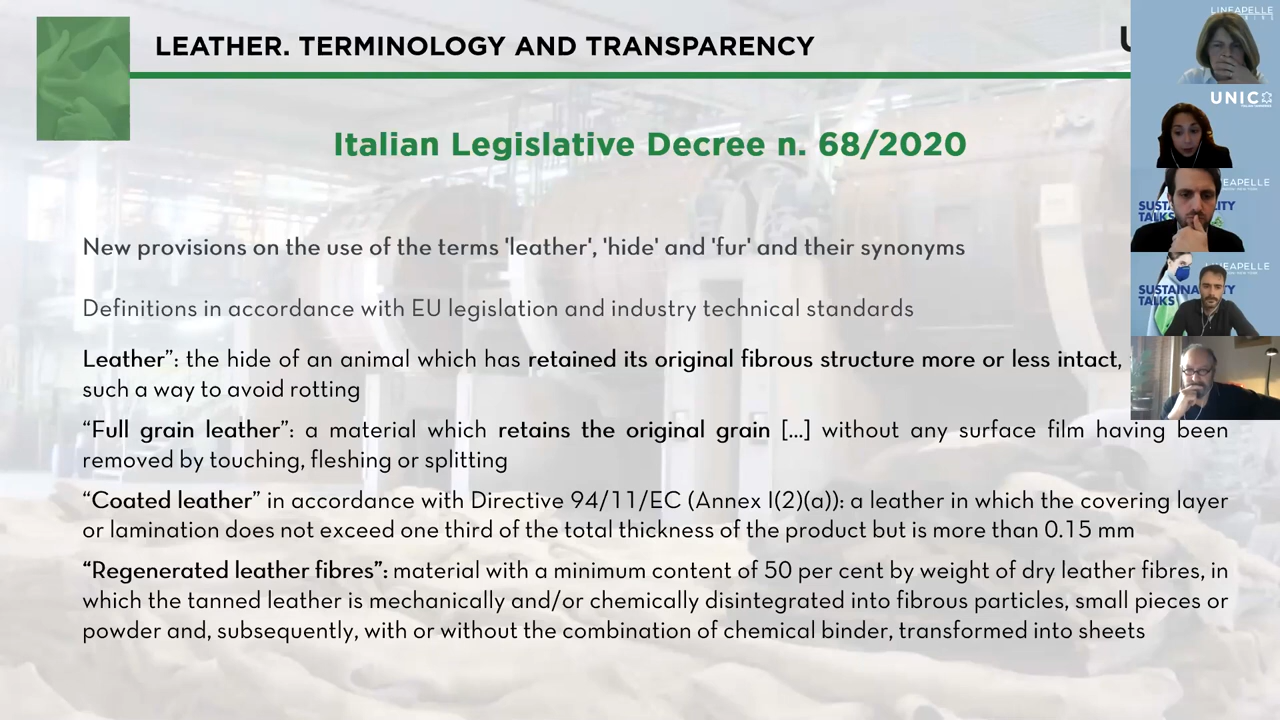 LEATHER. TERMINOLOGY AND TRANSPARENCY
Italian Legislative Decree n. 68/2020
New provisions on the use of the terms 'leather', 'hide' and 'fur' and their synonyms
Definitions in accordance with EU legislation and industry technical standards
Leather”: the hide of an animal which has retained its original fibrous structure more or less intact,
such a way to avoid rotting
“Full grain leather”: a material which retains the original grain [...] without any surface film having been
removed by touching, fleshing or splitting
“Coated leather” in accordance with Directive 94/11/EC (Annex I(2)(a)): a leather in which the covering layer
or lamination does not exceed one third of the total thickness of the product but is more than 0.15 mm
“Regenerated leather fibres”: material with a minimum content of 50 per cent by weight of dry leather fibres, in
which the tanned leather is mechanically and/or chemically disintegrated into fibrous particles, small pieces or
powder and, subsequently, with or without the combination of chemical binder, transformed into sheets
LINEAPELLE
UNIC
TALKS
TALKS